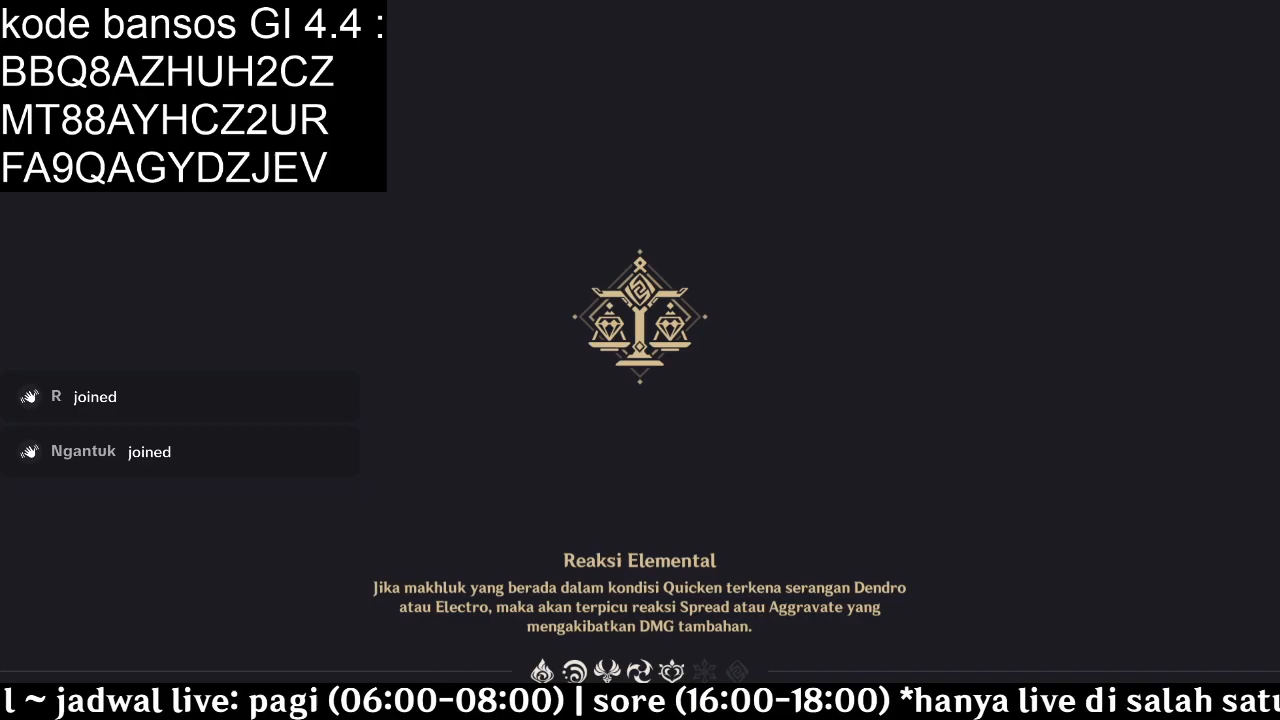 kode bansos GI 4.4 :
BBQ8AZHUH2CZ
MT88AYHCZ2UR
FA9QAGYDZJEV
R joined
Ngantuk joined
Reaksi Elemental
Jika makhluk yang berada dalam kondisi Quicken terkena serangan Dendro
atau Electro, maka akan terpicu reaksi Spread atau Aggravate yang
mengakibatkan DMG tambahan.
l ~ jadwal live: pagi (06:00-08:00) | sore (16:00-18:00) *hanya live di salah satu